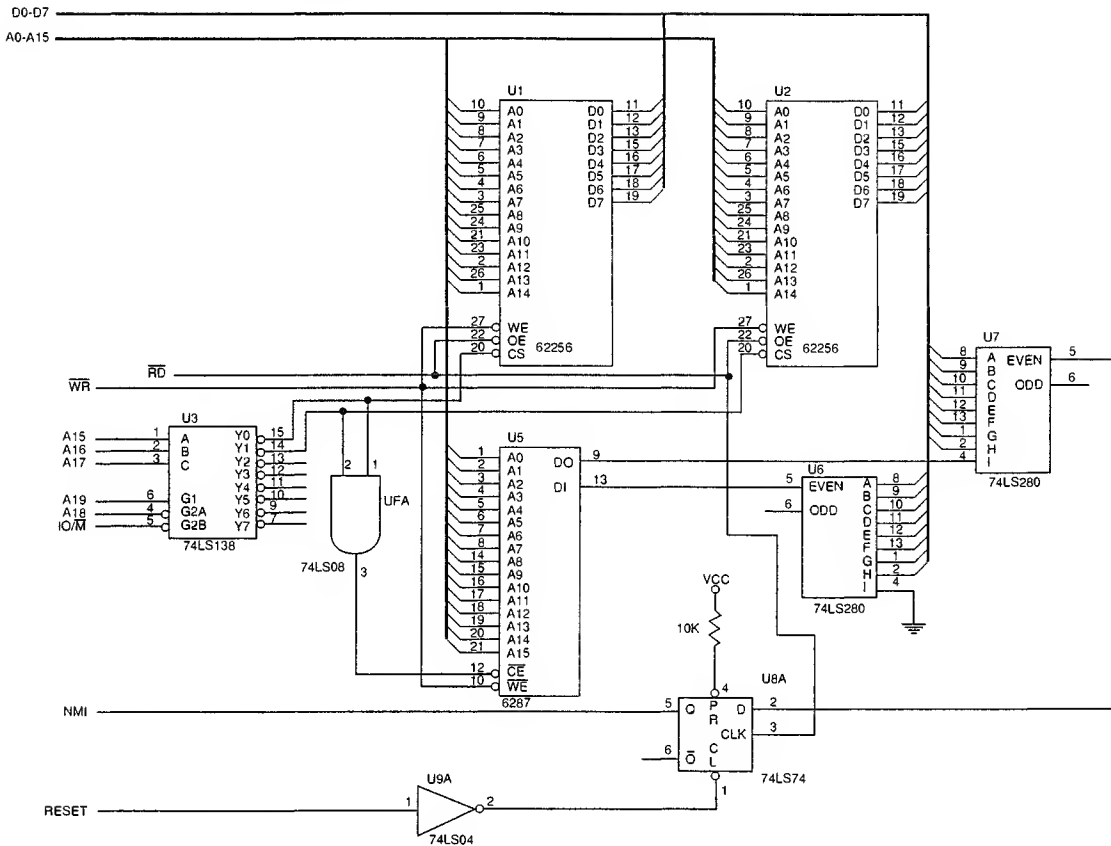 D0-D7
A0-A15
U1
10 A0 D0 11
9 A1 D1 12
8 A2 D2 13
7 A3 D3 15
6 A4 D4 16
5 A5 D5 17
4 A6 D6 18
3 A7 D7 19
25 A8
24 A9
21 A10
23 A11
2 A12
26 A13
1 A14
27 WE
22 OE
20 CS
62256
U2
10 A0 D0 11
9 A1 D1 12
8 A2 D2 13
7 A3 D3 15
6 A4 D4 16
5 A5 D5 17
4 A6 D6 18
3 A7 D7 19
25 A8
24 A9
21 A10
23 A11
2 A12
26 A13
1 A14
27 WE
22 OE
20 CS
62256
RD
WR
U7
8 A EVEN 5
9 B ODD 6
10 C
11 D
12 E
13 F
1 G
2 H
4 I
74LS280
U3
A15 1 A Y0 15
A16 2 B Y1 14
A17 3 C Y2 13
Y3 12
Y4 11
A19 6 G1 Y5 10
A18 4 G2A Y6 9
IO/M 5 G2B Y7 7
74LS138
2 1
UFA
74LS08 3
U5
1 A0 DO 9
2 A1
3 A2 DI 13
4 A3
5 A4
6 A5
7 A6
8 A7
14 A8
15 A9
16 A10
17 A11
18 A12
19 A13
20 A14
21 A15
12 CE
10 WE
6287
U6
5 EVEN A 8
6 ODD B 9
C 10
D 11
E 12
F 13
G 1
H 2
I 4
74LS280
VCC
10K
U8A
4
PR
NMI 5 Q D 2
CLK 3
6 Q
CL
1
74LS74
U9A
RESET 1 2
74LS04